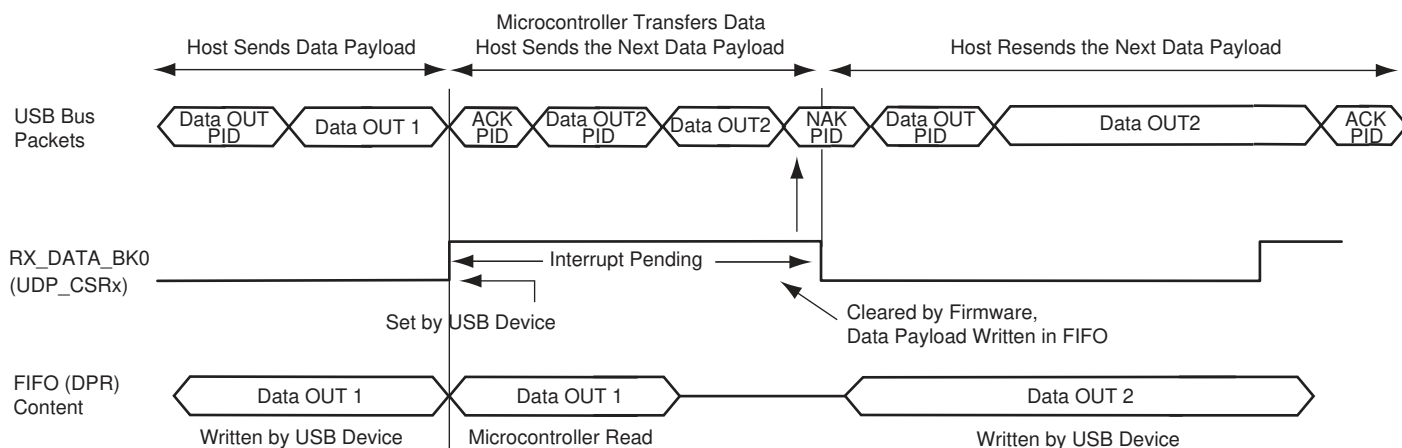 Host Sends Data Payload
Microcontroller Transfers Data
Host Sends the Next Data Payload
Host Resends the Next Data Payload
USB Bus
Packets
Data OUT
PID
Data OUT 1
ACK
PID
Data OUT2
PID
Data OUT2
NAK
PID
Data OUT
PID
Data OUT2
ACK
PID
RX_DATA_BK0
(UDP_CSRx)
Interrupt Pending
Set by USB Device
Cleared by Firmware,
Data Payload Written in FIFO
FIFO (DPR)
Content
Data OUT 1
Data OUT 1
Data OUT 2
Written by USB Device
Microcontroller Read
Written by USB Device